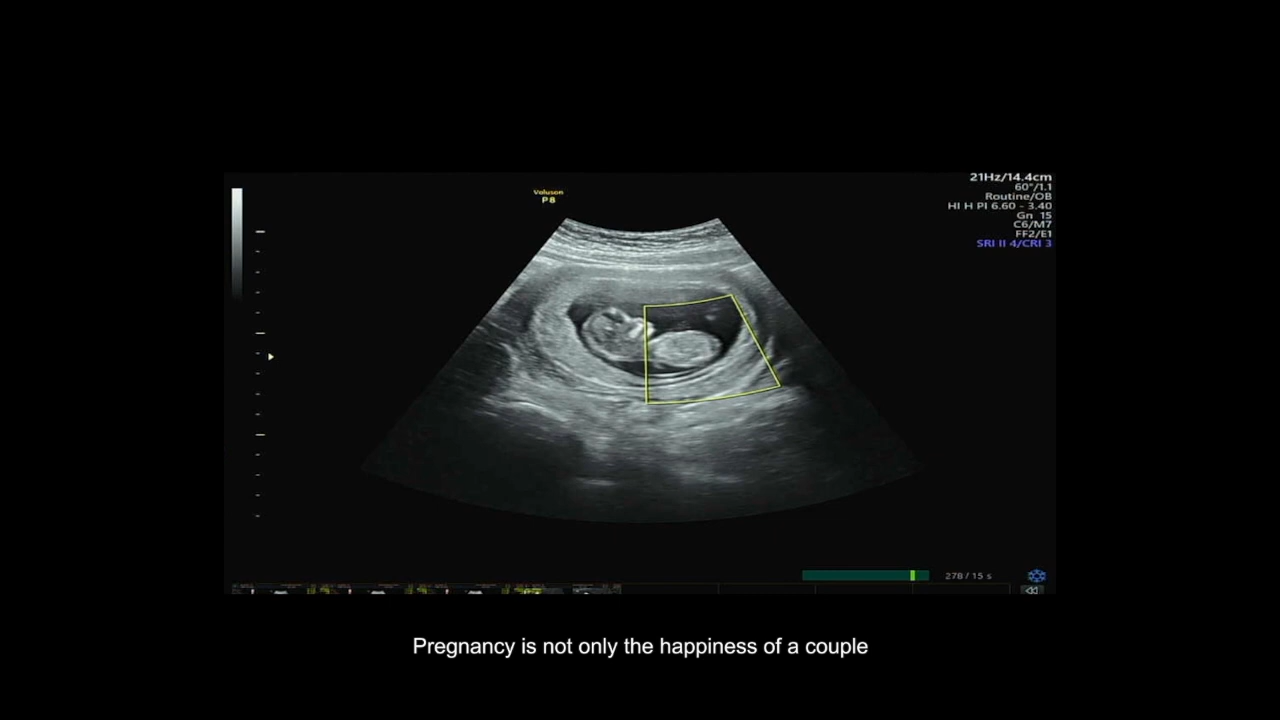 Voluson
P8
21Hz/14.4cm
60°/1.1
Routine/OB
HI H PI 6.60 - 3.40
Gn 15
C6/M7
FF2/E1
SRI II 4/CRI 3
278 / 15 s
Pregnancy is not only the happiness of a couple